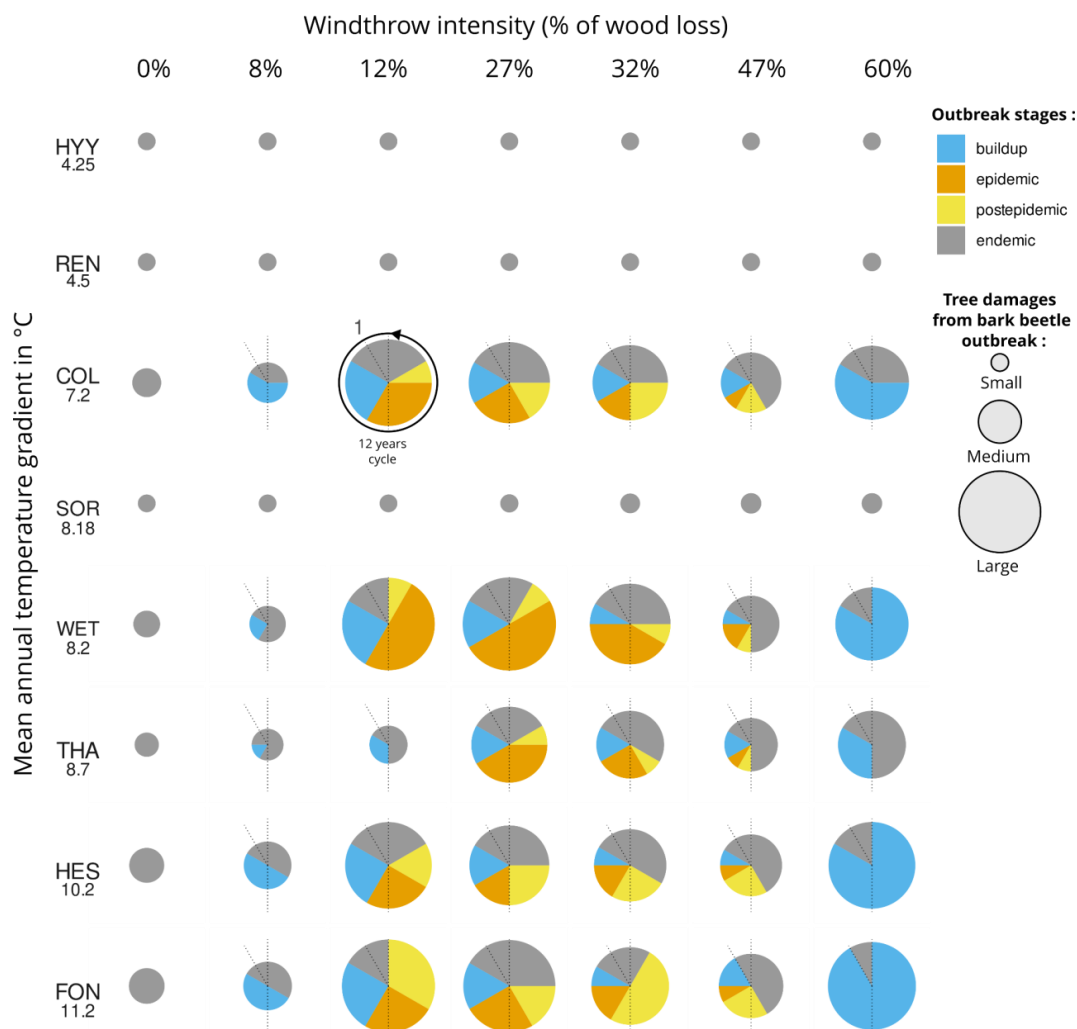 Windthrow intensity (% of wood loss)
0% 8% 12% 27% 32% 47% 60%
Mean annual temperature gradient in °C
HYY
4.25
REN
4.5
COL
7.2
1
12 years
cycle
SOR
8.18
WET
8.2
THA
8.7
HES
10.2
FON
11.2
Outbreak stages :
buildup
epidemic
postepidemic
endemic
Tree damages
from bark beetle
outbreak :
Small
Medium
Large